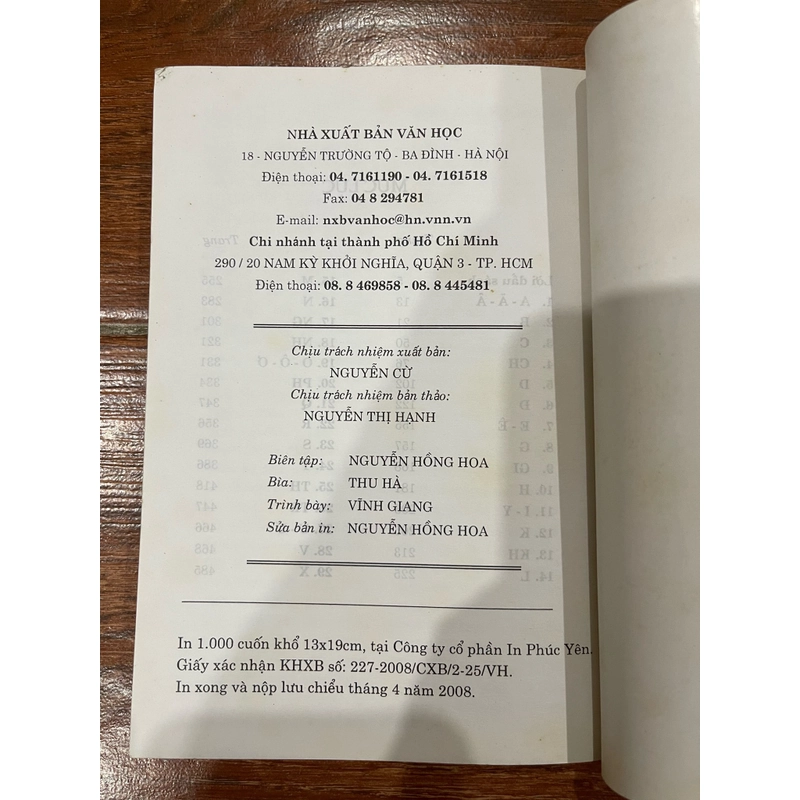 NHÀ XUẤT BẢN VĂN HỌC
18 - NGUYỄN TRƯỜNG TỘ - BA ĐÌNH - HÀ NỘI
Điện thoại: 04. 7161190 - 04. 7161518
Fax: 04 8 294781
E-mail: nxbvanhoc@hn.vnn.vn
Chi nhánh tại thành phố Hồ Chí Minh
290 / 20 NAM KỲ KHỞI NGHĨA, QUẬN 3 - TP. HCM
Điện thoại: 08. 8 469858 - 08. 8 445481
Chịu trách nhiệm xuất bản:
NGUYỄN CỪ
Chịu trách nhiệm bản thảo:
NGUYỄN THỊ HẠNH
Biên tập: NGUYỄN HỒNG HOA
Bìa: THU HÀ
Trình bày: VĨNH GIANG
Sửa bản in: NGUYỄN HỒNG HOA
In 1.000 cuốn khổ 13x19cm, tại Công ty cổ phần In Phúc Yên.
Giấy xác nhận KHXB số: 227-2008/CXB/2-25/VH.
In xong và nộp lưu chiểu tháng 4 năm 2008.